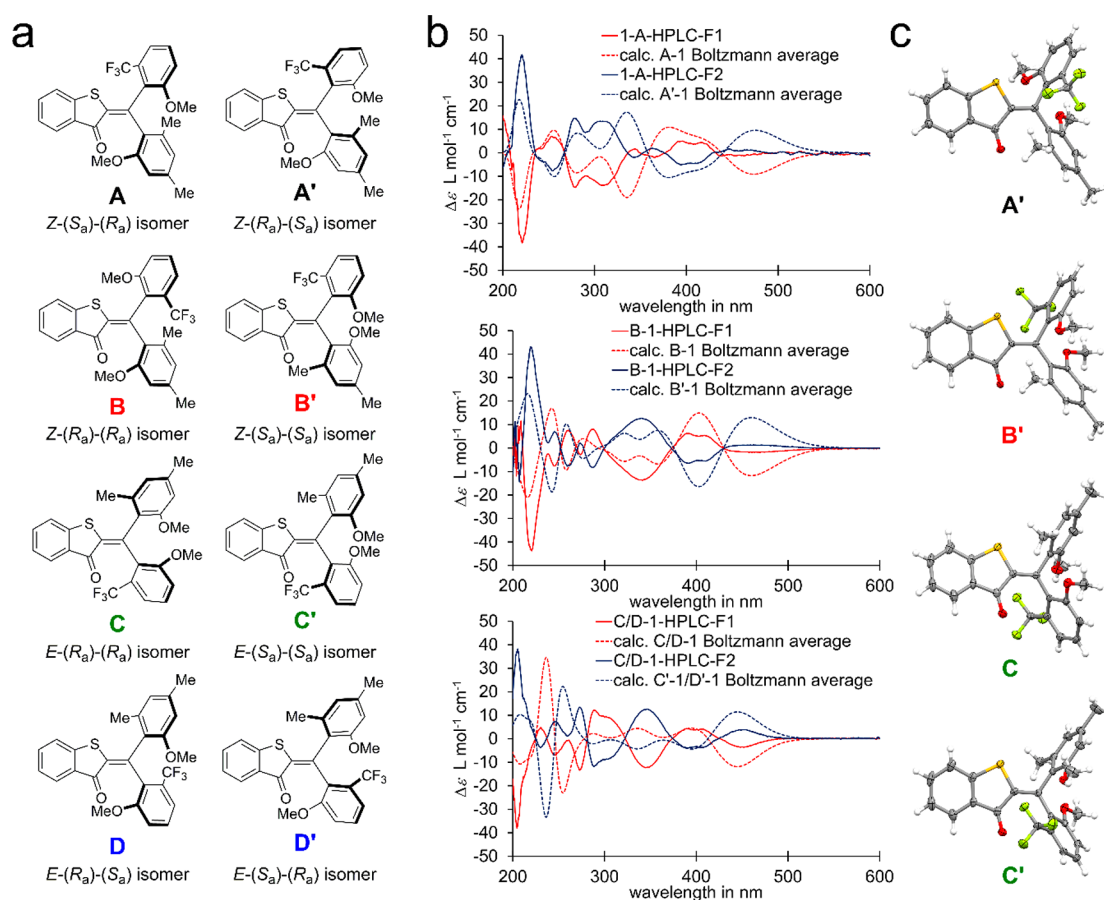 a
F₃C
S
OMe
Me
O
MeO
Me
A
Z-(Sₐ)-(Rₐ) isomer
F₃C
S
OMe
Me
O
MeO
Me
A'
Z-(Rₐ)-(Sₐ) isomer
MeO
S
CF₃
Me
O
MeO
Me
B
Z-(Rₐ)-(Rₐ) isomer
F₃C
S
OMe
OMe
O
Me
Me
B'
Z-(Sₐ)-(Sₐ) isomer
Me
Me
S
OMe
OMe
O
F₃C
C
E-(Rₐ)-(Rₐ) isomer
Me
Me
S
OMe
OMe
O
CF₃
C'
E-(Sₐ)-(Sₐ) isomer
Me
Me
S
OMe
CF₃
O
MeO
D
E-(Rₐ)-(Sₐ) isomer
Me
Me
S
OMe
CF₃
O
MeO
D'
E-(Sₐ)-(Rₐ) isomer
b
1-A-HPLC-F1
calc. A-1 Boltzmann average
1-A-HPLC-F2
calc. A'-1 Boltzmann average
50
40
30
20
10
0
-10
-20
-30
-40
-50
200 300 400 500 600
wavelength in nm
B-1-HPLC-F1
calc. B-1 Boltzmann average
B-1-HPLC-F2
calc. B'-1 Boltzmann average
Δε L mol⁻¹ cm⁻¹
50
40
30
20
10
0
-10
-20
-30
-40
-50
200 300 400 500 600
wavelength in nm
Δε L mol⁻¹ cm⁻¹
C/D-1-HPLC-F1
calc. C/D-1 Boltzmann average
C/D-1-HPLC-F2
calc. C'-1/D'-1 Boltzmann average
50
40
30
20
10
0
-10
-20
-30
-40
-50
200 300 400 500 600
wavelength in nm
Δε L mol⁻¹ cm⁻¹
c
A'
B'
C
C'